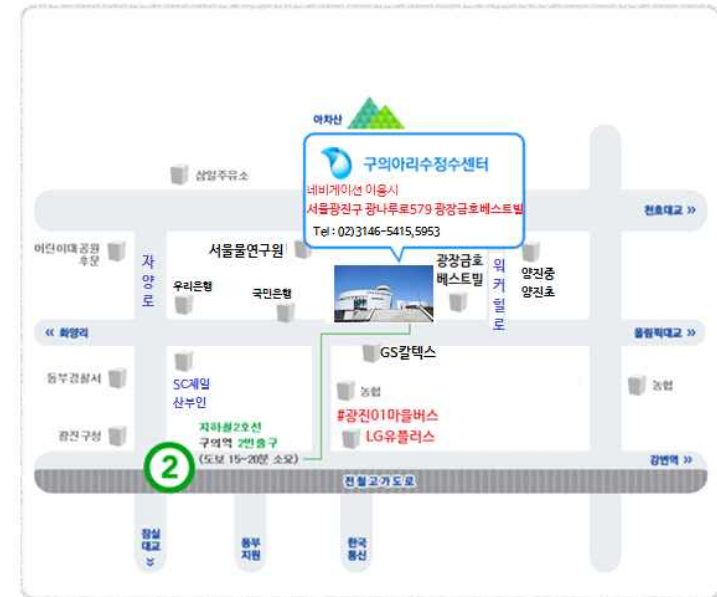 아차산
구의아리수정수센터
네비게이션 이용시
서울광진구 광나루로579 광장금호베스트빌
Tel : 02)3146-5415,5953
삼일주유소
천호대교 »
어린이대공원
후문
자양로
서울물연구원
우리은행
국민은행
광장금호
베스트빌
워커힐로
양진중
양진초
« 화양리
올림픽대교 »
GS칼텍스
동부경찰서
SC제일
산부인
농협
농협
#광진01마을버스
LG유플러스
광진구청
지하철2호선
구의역 2번출구
(도보 15~20분 소요)
2
강변역 »
전철고가도로
잠실
대교
»
동부
지원
한국
통신